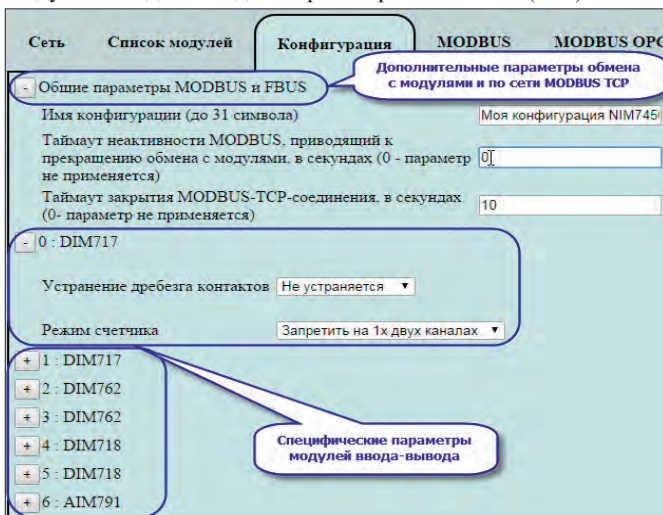 Сеть Список модулей Конфигурация MODBUS MODBUS OPC
Дополнительные параметры обмена
с модулями и по сети MODBUS TCP
- Общие параметры MODBUS и FBUS
Имя конфигурации (до 31 символа) Моя конфигурация NIM745
Таймаут неактивности MODBUS, приводящий к
прекращению обмена с модулями, в секундах (0 - параметр
не применяется) 0
Таймаут закрытия MODBUS-TCP-соединения, в секундах
(0- параметр не применяется) 10
- 0 : DIM717
Устранение дребезга контактов Не устраняется
Режим счетчика Запретить на 1х двух каналах
+ 1 : DIM717
+ 2 : DIM762
+ 3 : DIM762
+ 4 : DIM718
+ 5 : DIM718
+ 6 : AIM791
Специфические параметры
модулей ввода-вывода